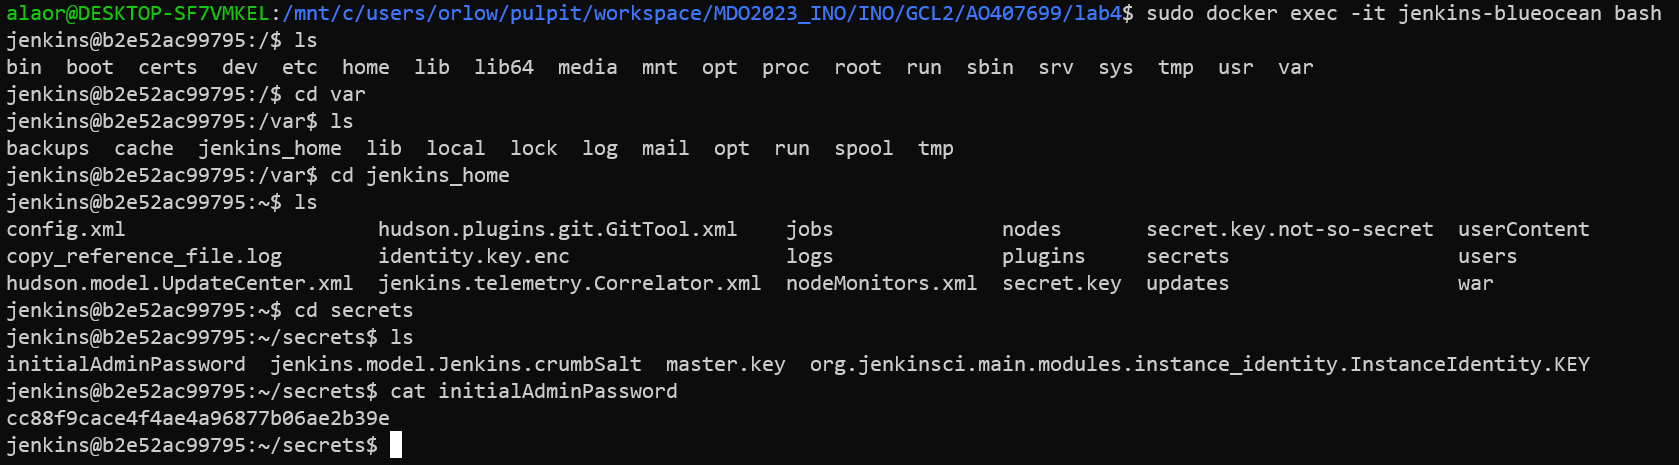 alaor@DESKTOP-SF7VMKEL:/mnt/c/users/orlow/pulpit/workspace/MDO2023_INO/INO/GCL2/AO407699/lab4$ sudo docker exec -it jenkins-blueocean bash
jenkins@b2e52ac99795:/$ ls
bin  boot  certs  dev  etc  home  lib  lib64  media  mnt  opt  proc  root  run  sbin  srv  sys  tmp  usr  var
jenkins@b2e52ac99795:/$ cd var
jenkins@b2e52ac99795:/var$ ls
backups  cache  jenkins_home  lib  local  lock  log  mail  opt  run  spool  tmp
jenkins@b2e52ac99795:/var$ cd jenkins_home
jenkins@b2e52ac99795:~$ ls
config.xml                     hudson.plugins.git.GitTool.xml    jobs              nodes       secret.key.not-so-secret  userContent
copy_reference_file.log        identity.key.enc                  logs              plugins     secrets                   users
hudson.model.UpdateCenter.xml  jenkins.telemetry.Correlator.xml  nodeMonitors.xml  secret.key  updates                   war
jenkins@b2e52ac99795:~$ cd secrets
jenkins@b2e52ac99795:~/secrets$ ls
initialAdminPassword  jenkins.model.Jenkins.crumbSalt  master.key  org.jenkinsci.main.modules.instance_identity.InstanceIdentity.KEY
jenkins@b2e52ac99795:~/secrets$ cat initialAdminPassword
cc88f9cace4f4ae4a96877b06ae2b39e
jenkins@b2e52ac99795:~/secrets$